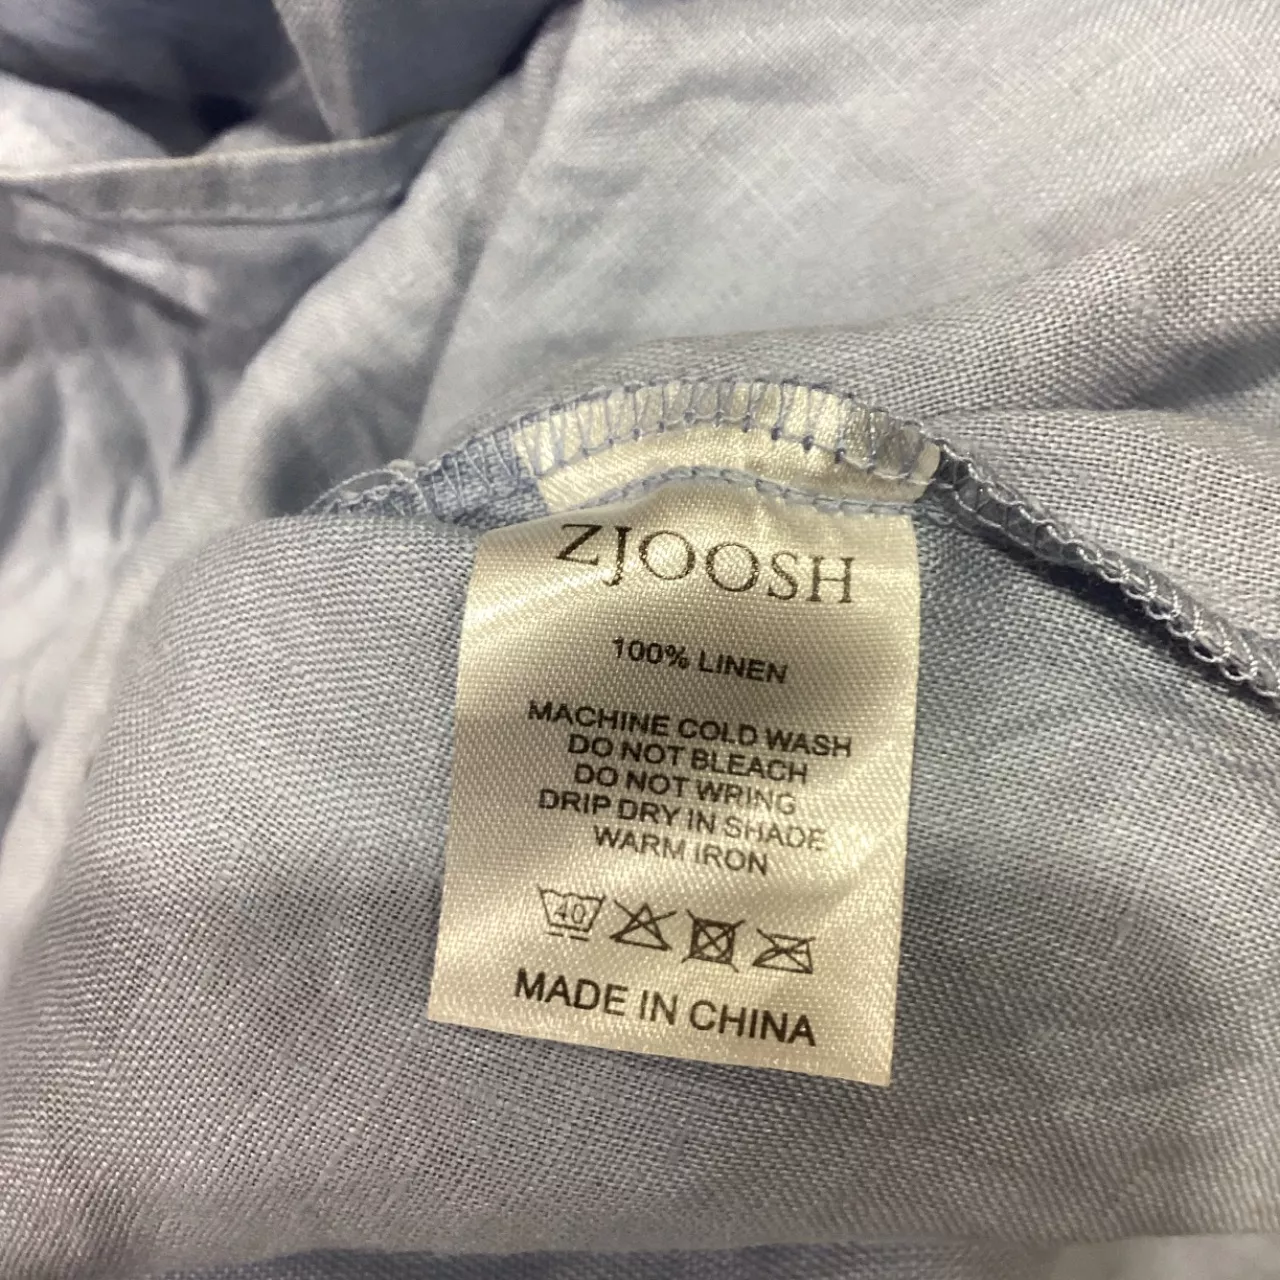 ZJOOSH
100% LINEN
MACHINE COLD WASH
DO NOT BLEACH
DO NOT WRING
DRIP DRY IN SHADE
WARM IRON
40
MADE IN CHINA